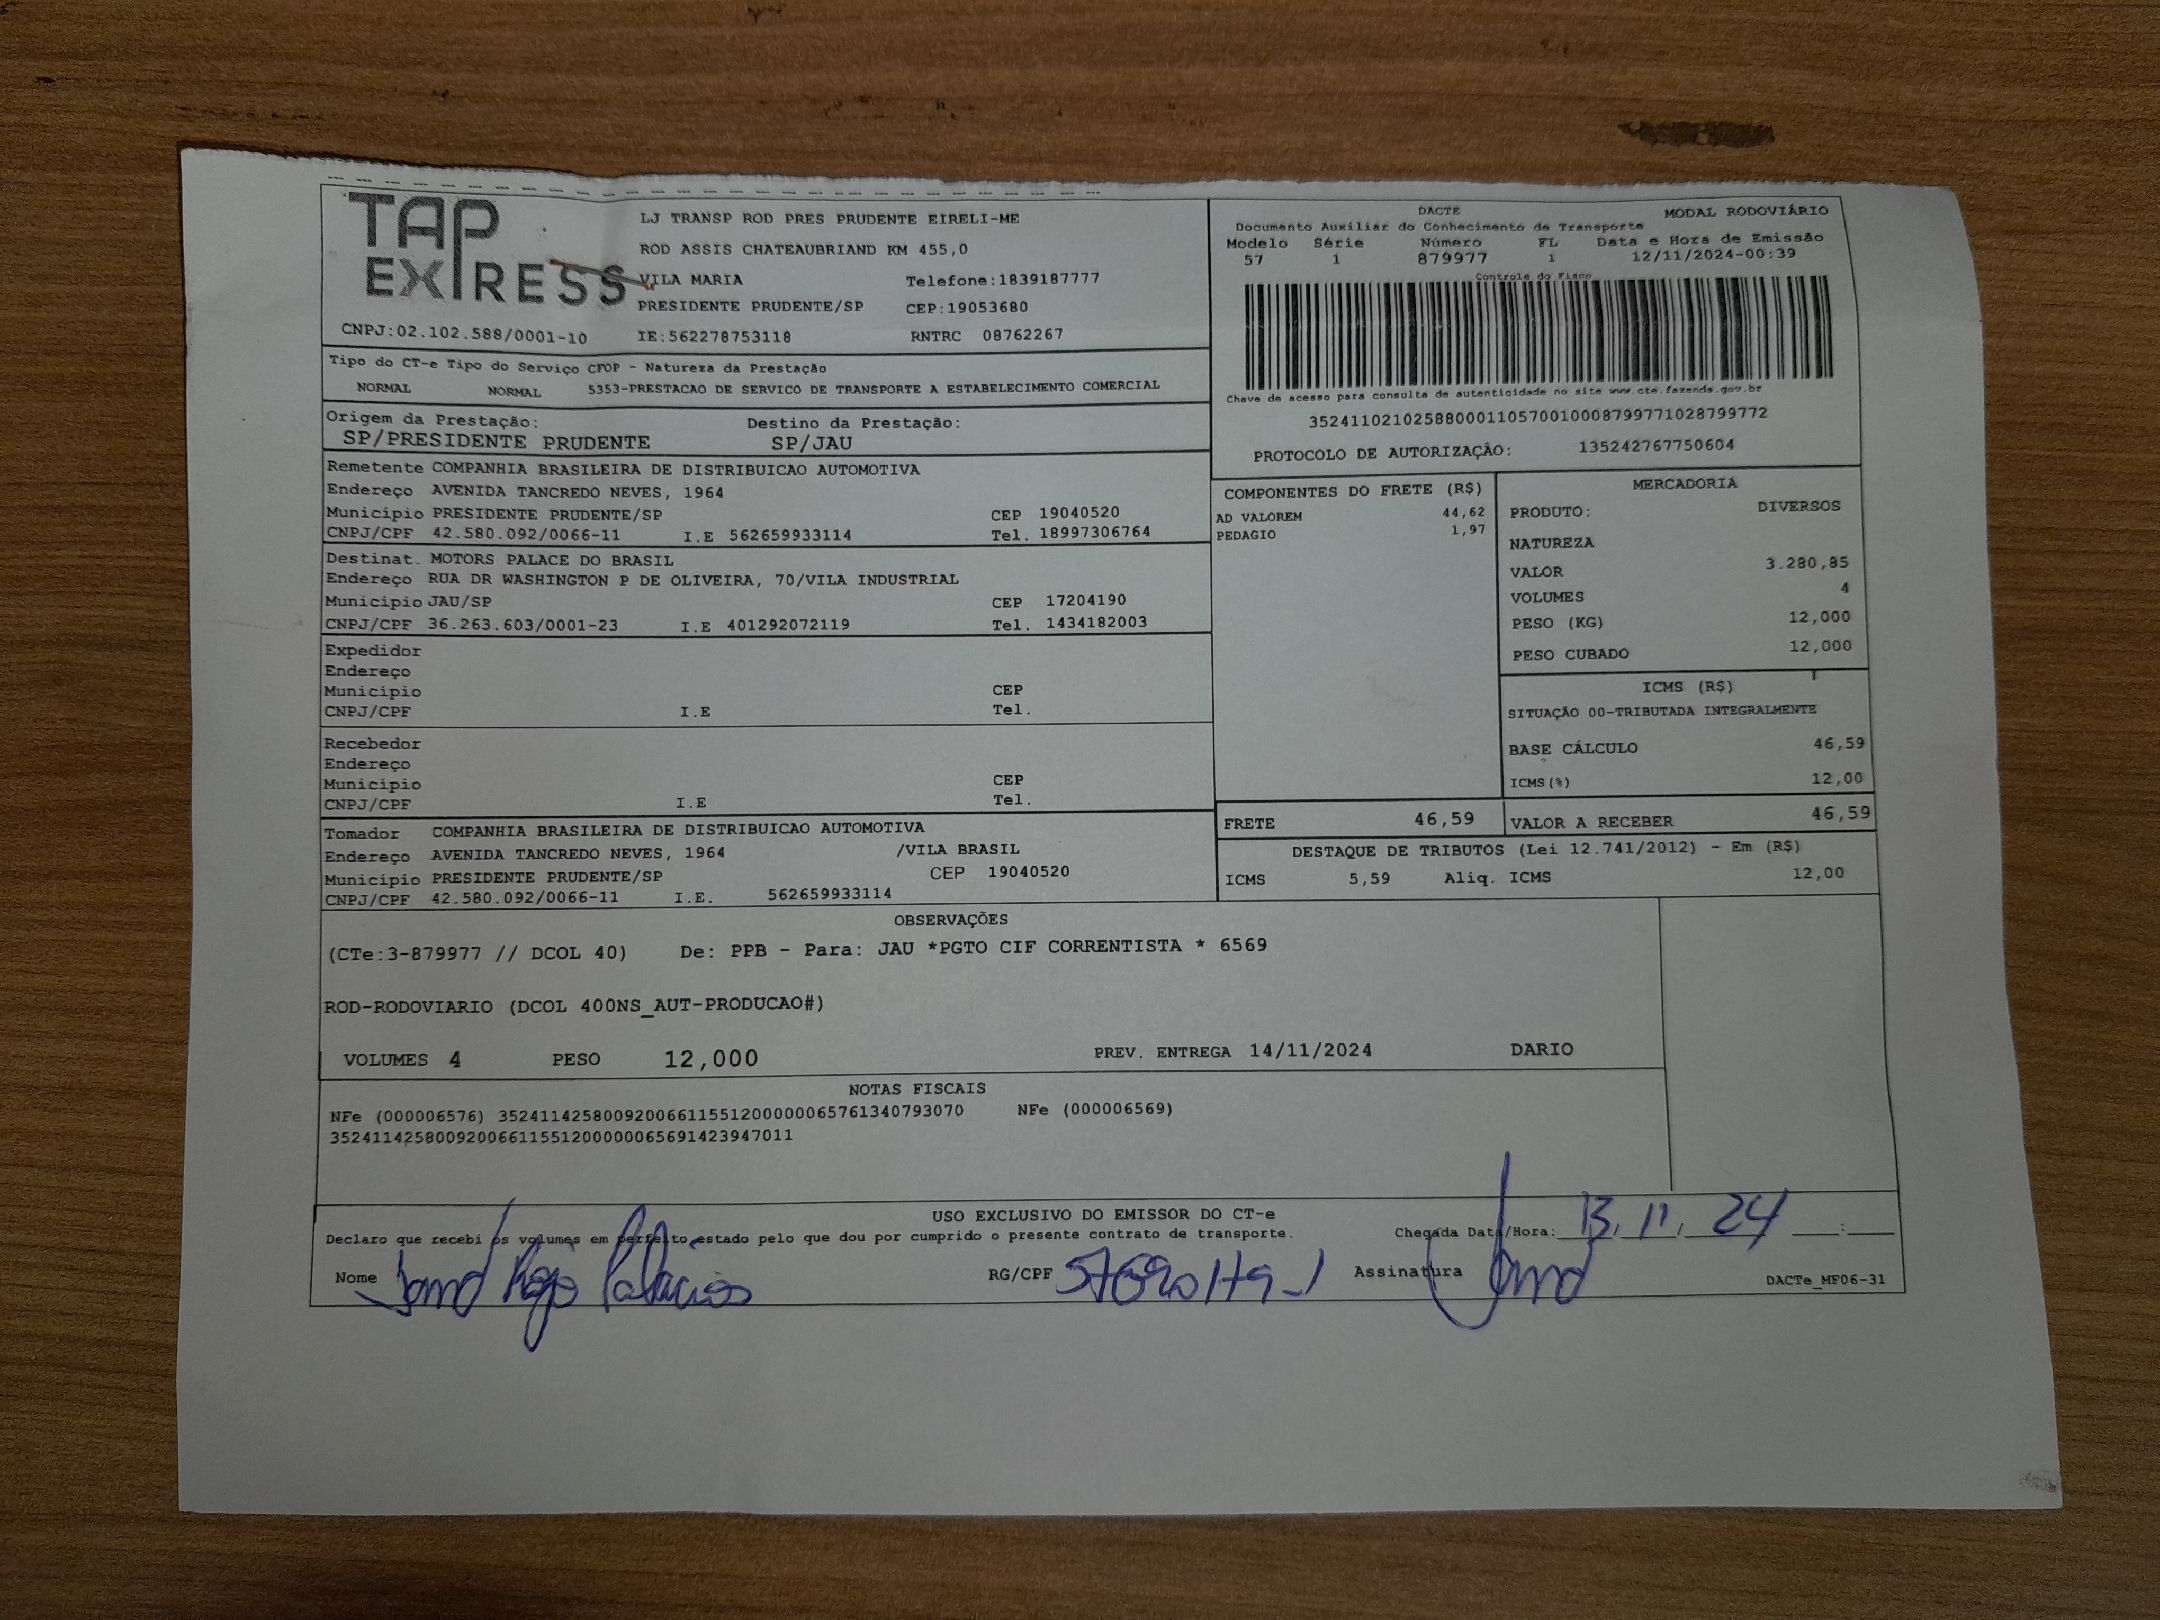 TAP EXPRESS
LJ TRANSP ROD PRES PRUDENTE EIRELI-ME
ROD ASSIS CHATEAUBRIAND KM 455,0
VILA MARIA Telefone:1839187777
PRESIDENTE PRUDENTE/SP CEP:19053680
CNPJ:02.102.588/0001-10 IE:562278753118 RNTRC 08762267
DACTE MODAL RODOVIÁRIO
Documento Auxiliar do Conhecimento de Transporte
Modelo Série Número FL Data e Hora de Emissão
57 1 879977 1 12/11/2024-00:39
Controle do Fisco
Chave de acesso para consulta de autenticidade no site www.cte.fazenda.gov.br
35241102102588000110570010008799771028799772
PROTOCOLO DE AUTORIZAÇÃO: 135242767750604
Tipo do CT-e Tipo do Serviço CFOP - Natureza da Prestação
NORMAL NORMAL 5353-PRESTACAO DE SERVICO DE TRANSPORTE A ESTABELECIMENTO COMERCIAL
Origem da Prestação: Destino da Prestação:
SP/PRESIDENTE PRUDENTE SP/JAU
Remetente COMPANHIA BRASILEIRA DE DISTRIBUICAO AUTOMOTIVA
Endereço AVENIDA TANCREDO NEVES, 1964
Município PRESIDENTE PRUDENTE/SP CEP 19040520
CNPJ/CPF 42.580.092/0066-11 I.E 562659933114 Tel. 18997306764
Destinat. MOTORS PALACE DO BRASIL
Endereço RUA DR WASHINGTON P DE OLIVEIRA, 70/VILA INDUSTRIAL
Município JAU/SP CEP 17204190
CNPJ/CPF 36.263.603/0001-23 I.E 401292072119 Tel. 1434182003
Expedidor
Endereço
Município CEP
CNPJ/CPF I.E Tel.
Recebedor
Endereço
Município CEP
CNPJ/CPF I.E Tel.
Tomador COMPANHIA BRASILEIRA DE DISTRIBUICAO AUTOMOTIVA
Endereço AVENIDA TANCREDO NEVES, 1964 /VILA BRASIL
Município PRESIDENTE PRUDENTE/SP CEP 19040520
CNPJ/CPF 42.580.092/0066-11 I.E. 562659933114
COMPONENTES DO FRETE (R$)
AD VALOREM 44,62
PEDAGIO 1,97
MERCADORIA
PRODUTO: DIVERSOS
NATUREZA
VALOR 3.280,85
VOLUMES 4
PESO (KG) 12,000
PESO CUBADO 12,000
ICMS (R$)
SITUAÇÃO 00-TRIBUTADA INTEGRALMENTE
BASE CÁLCULO 46,59
ICMS(%) 12,00
FRETE 46,59 VALOR A RECEBER 46,59
DESTAQUE DE TRIBUTOS (Lei 12.741/2012) - Em (R$)
ICMS 5,59 Aliq. ICMS 12,00
OBSERVAÇÕES
(CTe:3-879977 // DCOL 40) De: PPB - Para: JAU *PGTO CIF CORRENTISTA * 6569
ROD-RODOVIARIO (DCOL 400NS_AUT-PRODUCAO#)
VOLUMES 4 PESO 12,000 PREV. ENTREGA 14/11/2024 DARIO
NOTAS FISCAIS
NFe (000006576) 35241142580092006611551200000065761340793070 NFe (000006569)
35241142580092006611551200000065691423947011
USO EXCLUSIVO DO EMISSOR DO CT-e
Declaro que recebi os volumes em perfeito estado pelo que dou por cumprido o presente contrato de transporte. Chegada Data/Hora: 13.11.24 :
Nome Palacios RG/CPF Assinatura DACTe_MF06-31